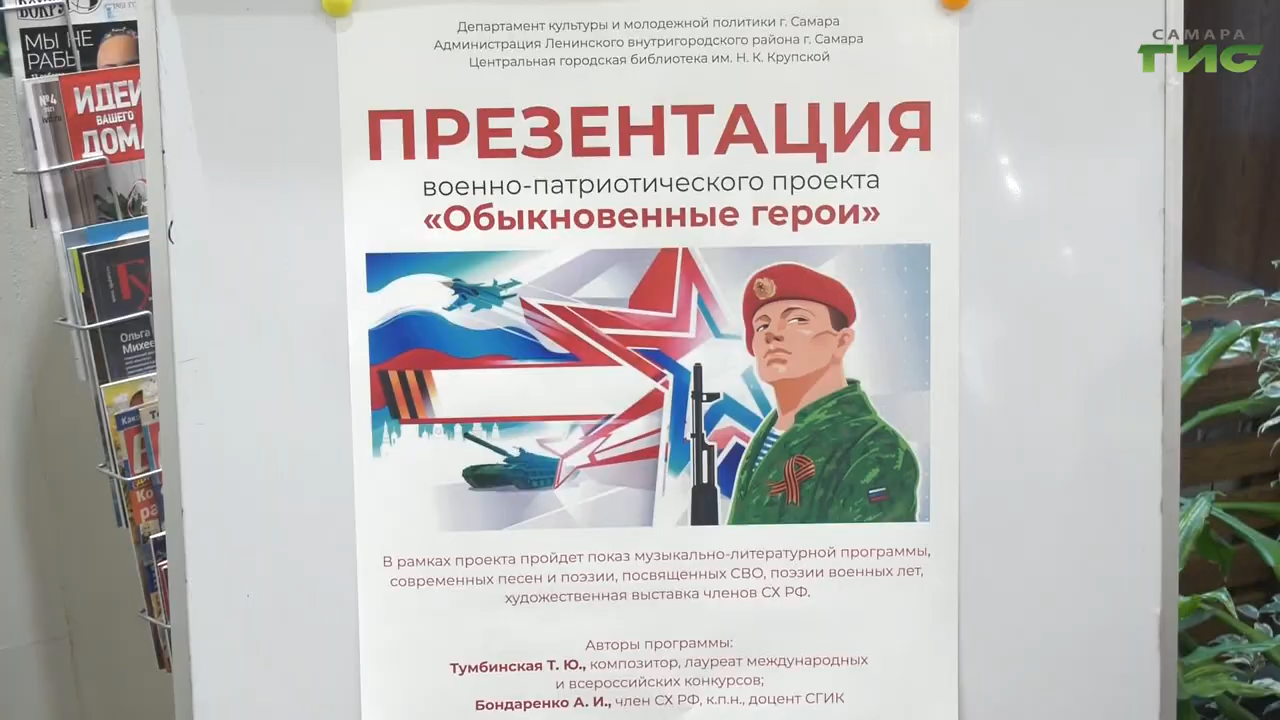 САМАРА
ГИС
Департамент культуры и молодежной политики г. Самара
Администрация Ленинского внутригородского района г. Самара
Центральная городская библиотека им. Н. К. Крупской
ПРЕЗЕНТАЦИЯ
военно-патриотического проекта
«Обыкновенные герои»
В рамках проекта пройдет показ музыкально-литературной программы,
современных песен и поэзии, посвященных СВО, поэзии военных лет,
художественная выставка членов СХ РФ.
Авторы программы:
Тумбинская Т. Ю., композитор, лауреат международных
и всероссийских конкурсов;
Бондаренко А. И., член СХ РФ, к.п.н., доцент СГИК
МЫ НЕ
№4
ИДЕИ
ВАШЕГО
ДОМА
Ольга